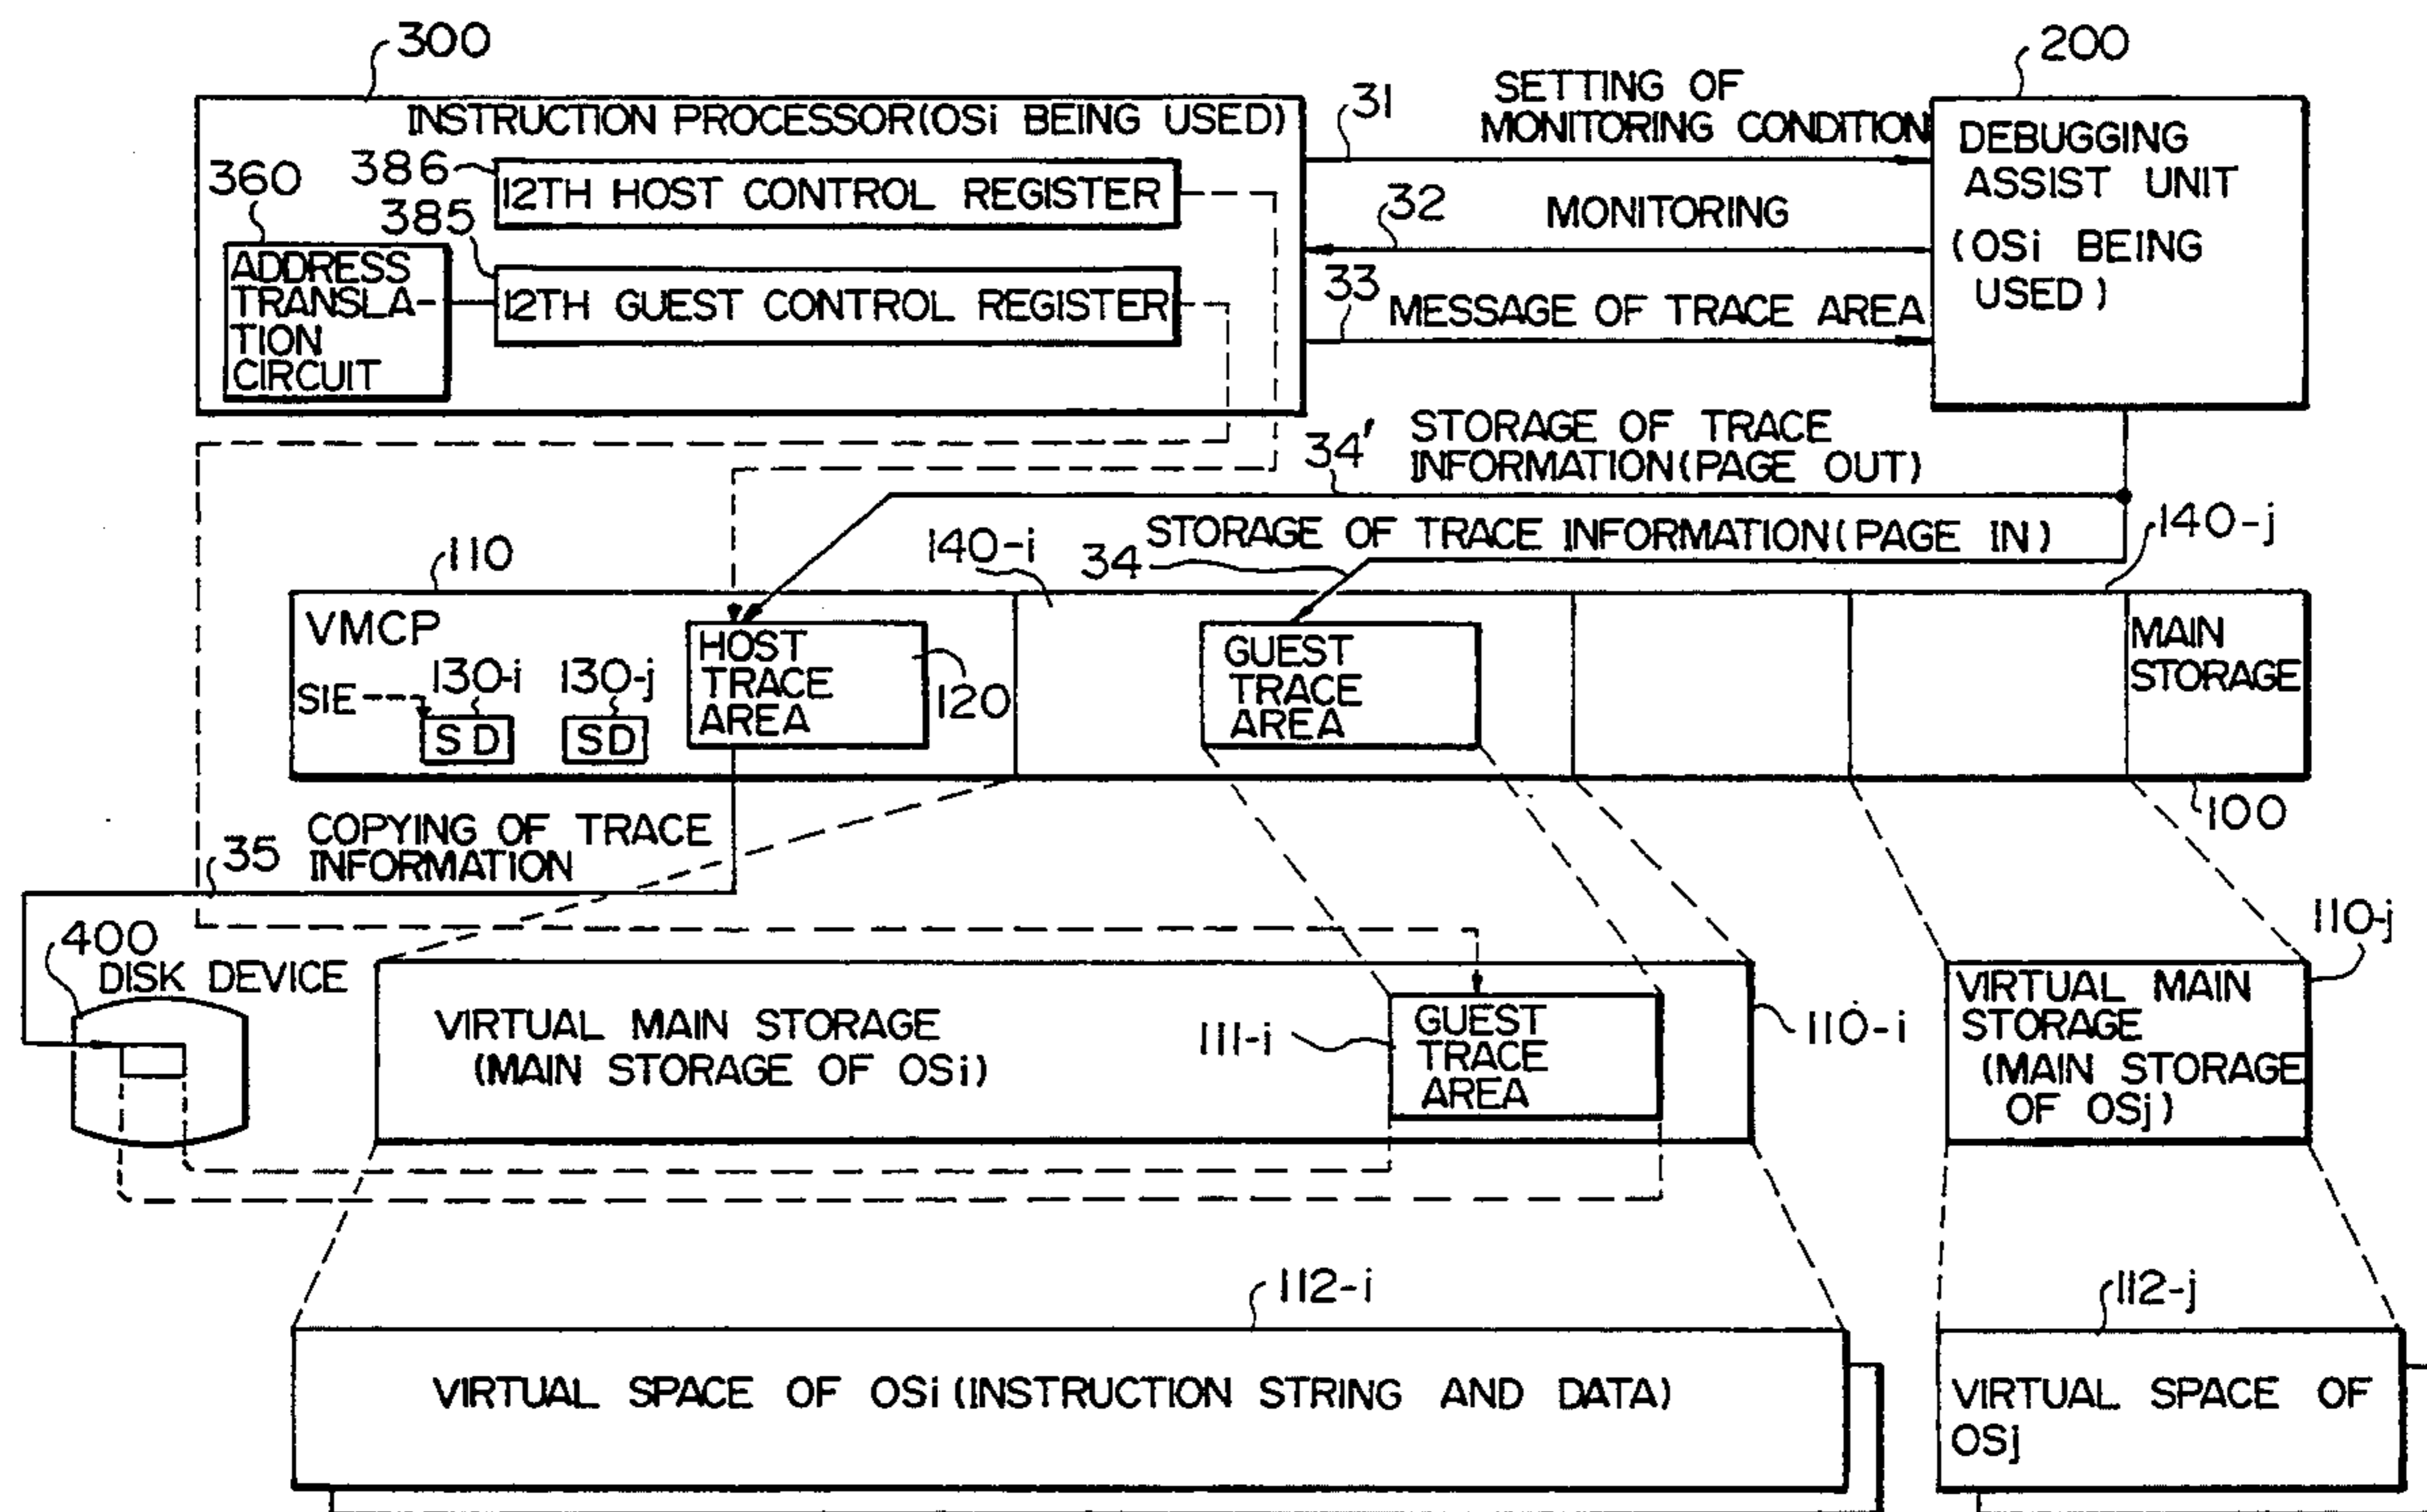 300
INSTRUCTION PROCESSOR(OSi BEING USED)
386
12TH HOST CONTROL REGISTER
360
385
12TH GUEST CONTROL REGISTER
ADDRESS
TRANSLA-
TION
CIRCUIT
31
SETTING OF
MONITORING CONDITION
32
MONITORING
33
MESSAGE OF TRACE AREA
200
DEBUGGING
ASSIST UNIT
(OSi BEING
USED)
34'
STORAGE OF TRACE
INFORMATION(PAGE OUT)
STORAGE OF TRACE INFORMATION(PAGE IN)
34
140-i
140-j
110
VMCP
SIE
130-i
130-j
SD
SD
HOST
TRACE
AREA
120
GUEST
TRACE
AREA
MAIN
STORAGE
100
35
COPYING OF TRACE
INFORMATION
400
DISK DEVICE
VIRTUAL MAIN STORAGE
(MAIN STORAGE OF OSi)
111-i
GUEST
TRACE
AREA
110-i
110-j
VIRTUAL MAIN
STORAGE
(MAIN STORAGE
OF OSj)
112-i
VIRTUAL SPACE OF OSi(INSTRUCTION STRING AND DATA)
112-j
VIRTUAL SPACE OF
OSj